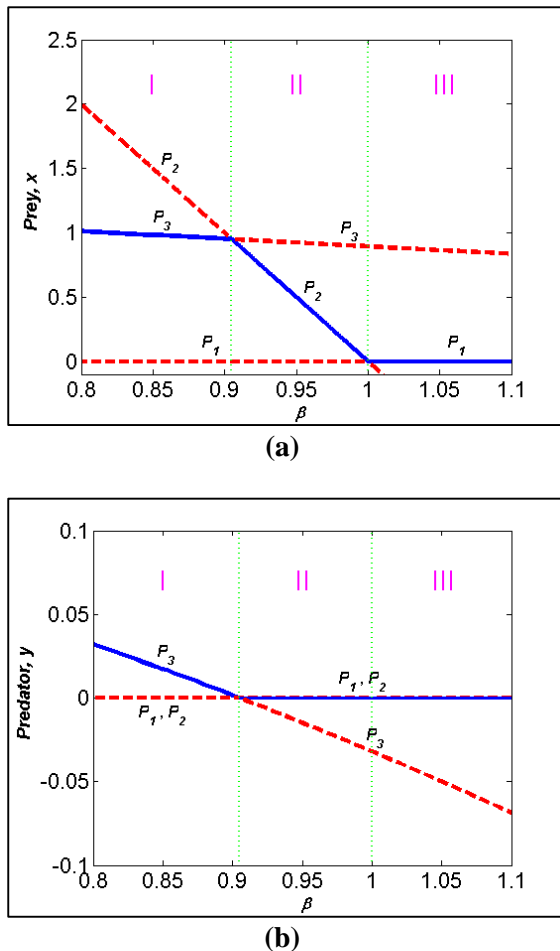 2.5
2
1.5
1
0.5
0
Prey, x
I II III
P2
P3
P3
P2
P1
P1
0.8 0.85 0.9 0.95 1 1.05 1.1
β
(a)
0.1
0.05
0
-0.05
-0.1
Predator, y
I II III
P3
P1 , P2
P1 , P2
P3
0.8 0.85 0.9 0.95 1 1.05 1.1
β
(b)